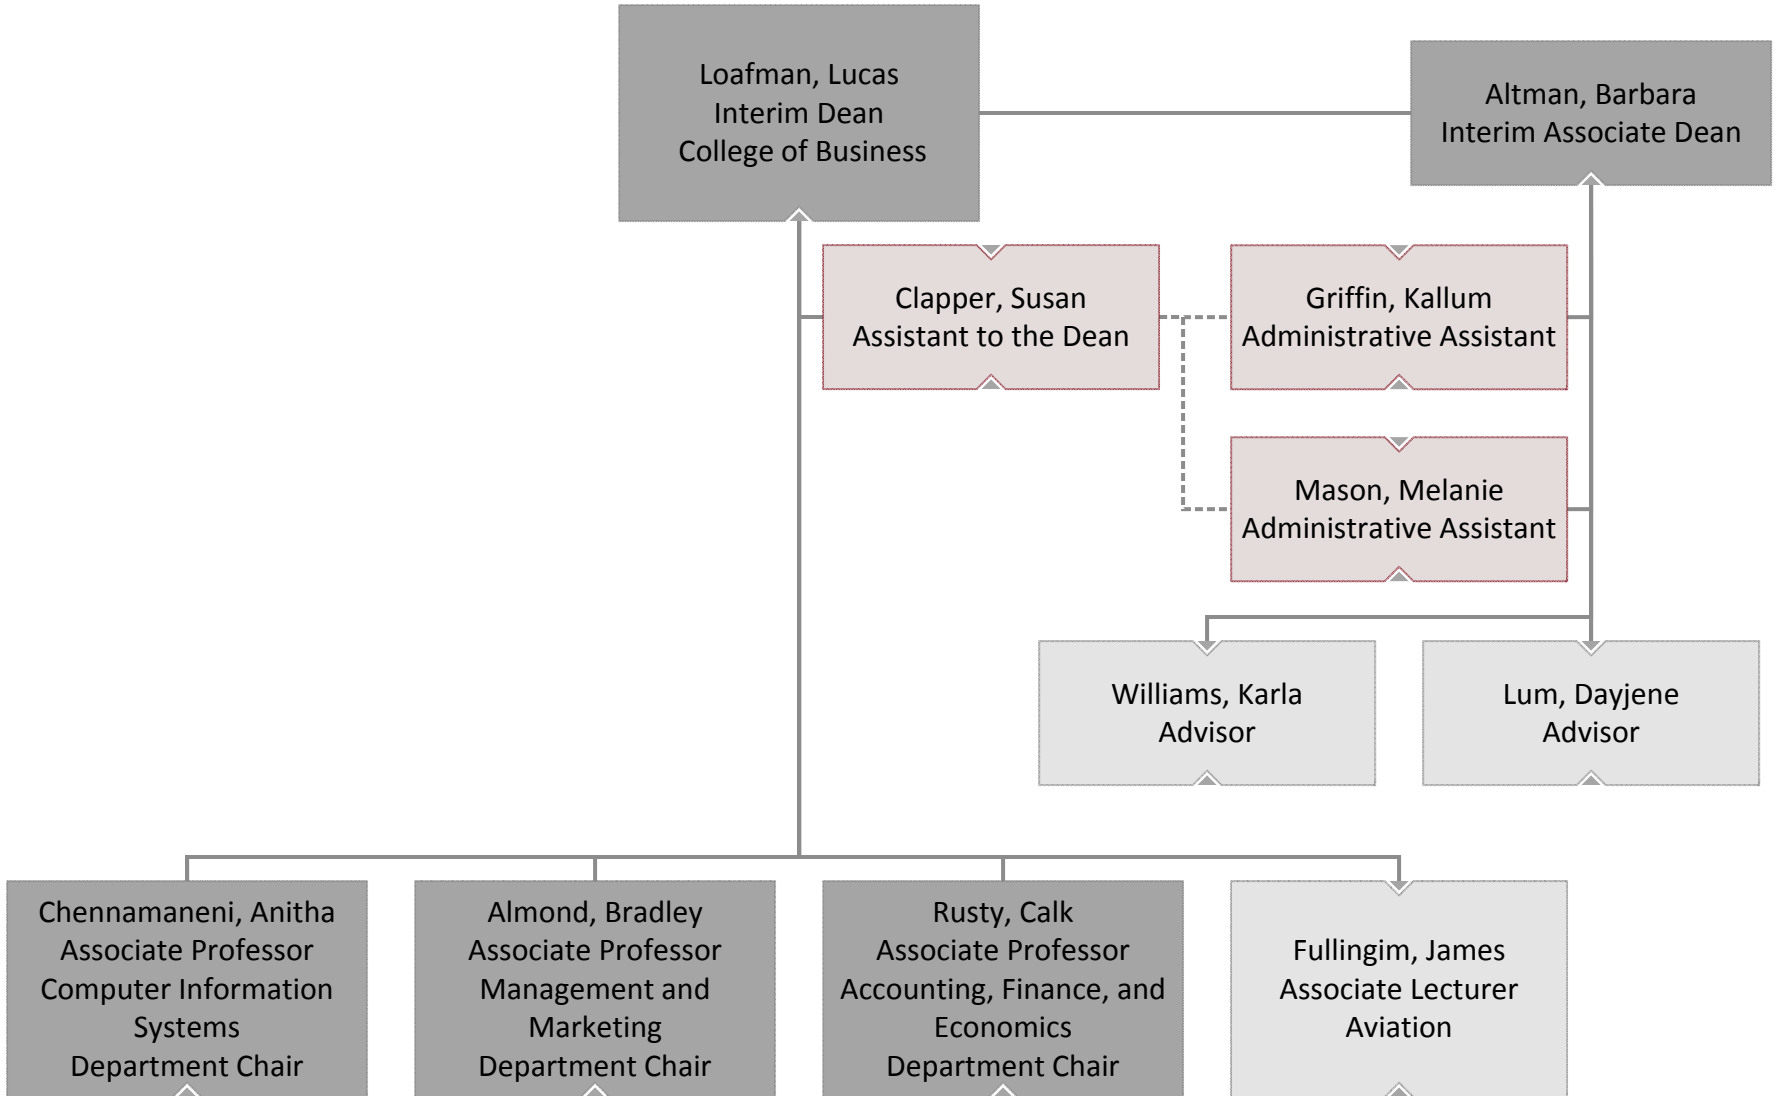 Loafman, Lucas
Interim Dean
College of Business
Altman, Barbara
Interim Associate Dean
Clapper, Susan
Assistant to the Dean
Griffin, Kallum
Administrative Assistant
Mason, Melanie
Administrative Assistant
Williams, Karla
Advisor
Lum, Dayjene
Advisor
Chennamaneni, Anitha
Associate Professor
Computer Information
Systems
Department Chair
Almond, Bradley
Associate Professor
Management and
Marketing
Department Chair
Rusty, Calk
Associate Professor
Accounting, Finance, and
Economics
Department Chair
Fullingim, James
Associate Lecturer
Aviation